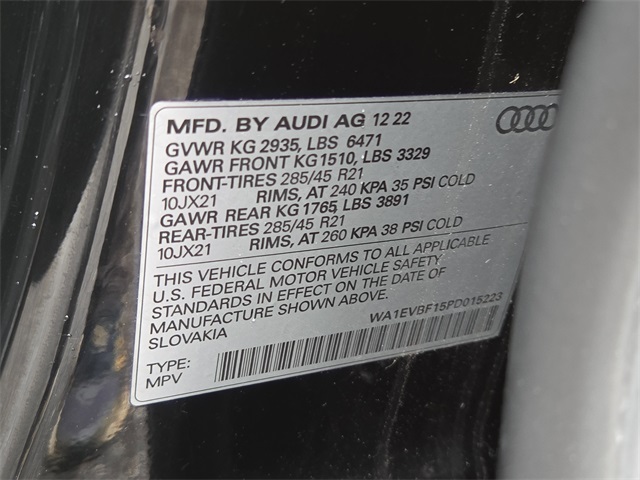 MFD. BY AUDI AG 12 22
GVWR KG 2935, LBS 6471
GAWR FRONT KG1510, LBS 3329
FRONT-TIRES 285/45 R21
10JX21 RIMS, AT 240 KPA 35 PSI COLD
GAWR REAR KG 1765, LBS 3891
REAR-TIRES 285/45 R21
10JX21 RIMS, AT 260 KPA 38 PSI COLD
THIS VEHICLE CONFORMS TO ALL APPLICABLE
U.S. FEDERAL MOTOR VEHICLE SAFETY
STANDARDS IN EFFECT ON THE DATE OF
MANUFACTURE SHOWN ABOVE.
SLOVAKIA WA1EVBF15PD015223
TYPE:
MPV